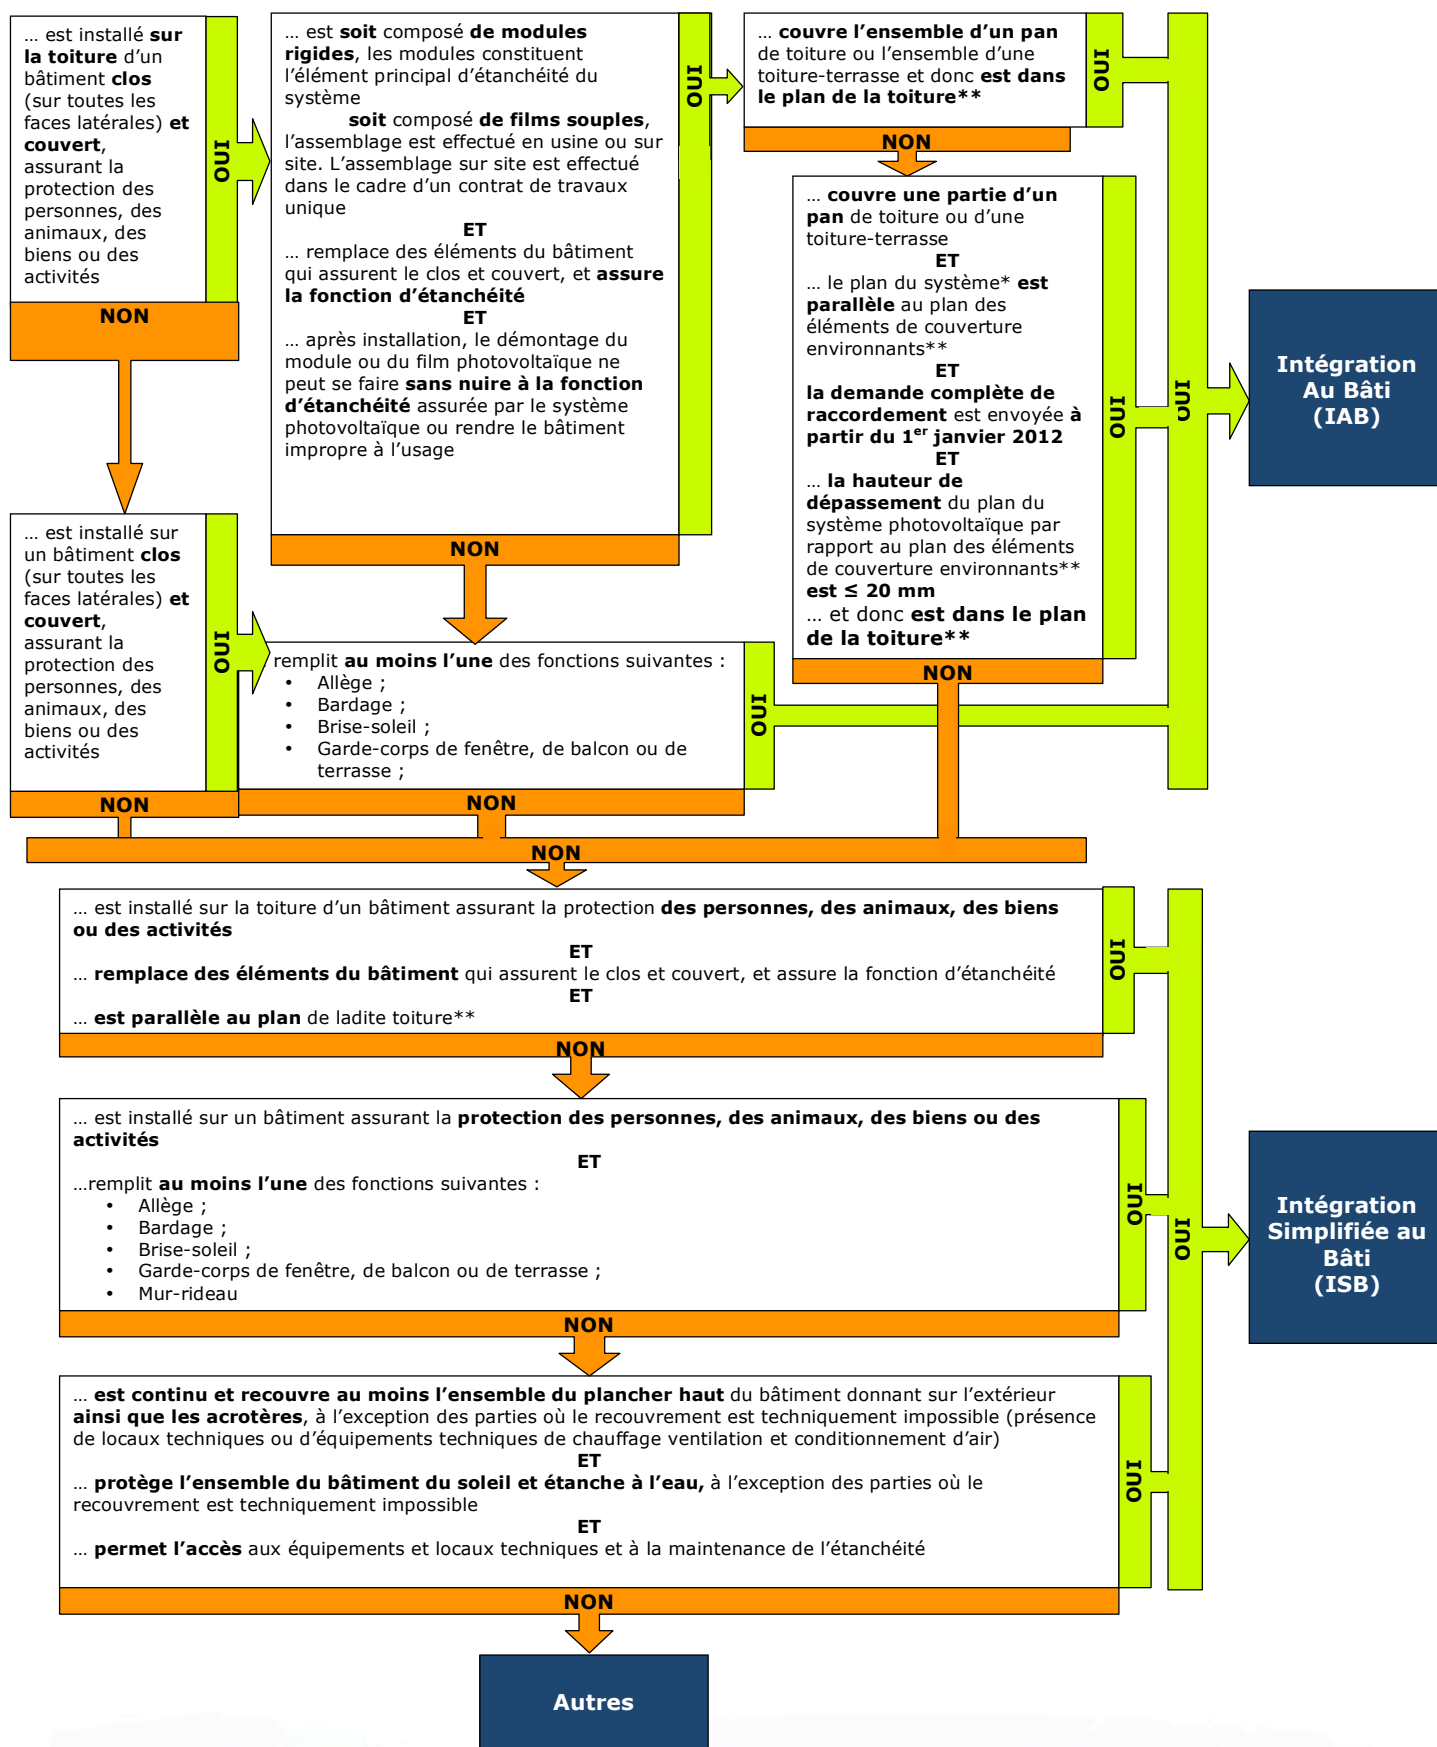 … est installé sur
la toiture d’un
bâtiment clos
(sur toutes les
faces latérales) et
couvert,
assurant la
protection des
personnes, des
animaux, des
biens ou des
activités
OUI
NON
… est soit composé de modules
rigides, les modules constituent
l’élément principal d’étanchéité du
système
soit composé de films souples,
l’assemblage est effectué en usine ou sur
site. L’assemblage sur site est effectué
dans le cadre d’un contrat de travaux
unique
ET
… remplace des éléments du bâtiment
qui assurent le clos et couvert, et assure
la fonction d’étanchéité
ET
… après installation, le démontage du
module ou du film photovoltaïque ne
peut se faire sans nuire à la fonction
d’étanchéité assurée par le système
photovoltaïque ou rendre le bâtiment
impropre à l’usage
OUI
NON
… couvre l’ensemble d’un pan
de toiture ou l’ensemble d’une
toiture-terrasse et donc est dans
le plan de la toiture**
OUI
NON
… couvre une partie d’un
pan de toiture ou d’une
toiture-terrasse
ET
… le plan du système* est
parallèle au plan des
éléments de couverture
environnants**
ET
la demande complète de
raccordement est envoyée à
partir du 1er janvier 2012
ET
… la hauteur de
dépassement du plan du
système photovoltaïque par
rapport au plan des éléments
de couverture environnants**
est ≤ 20 mm
… et donc est dans le plan
de la toiture**
OUI
NON
OUI
Intégration
Au Bâti
(IAB)
… est installé sur
un bâtiment clos
(sur toutes les
faces latérales) et
couvert,
assurant la
protection des
personnes, des
animaux, des
biens ou des
activités
OUI
NON
remplit au moins l’une des fonctions suivantes :
• Allège ;
• Bardage ;
• Brise-soleil ;
• Garde-corps de fenêtre, de balcon ou de
terrasse ;
OUI
NON
NON
… est installé sur la toiture d’un bâtiment assurant la protection des personnes, des animaux, des biens
ou des activités
ET
… remplace des éléments du bâtiment qui assurent le clos et couvert, et assure la fonction d’étanchéité
ET
… est parallèle au plan de ladite toiture**
OUI
NON
… est installé sur un bâtiment assurant la protection des personnes, des animaux, des biens ou des
activités
ET
…remplit au moins l’une des fonctions suivantes :
• Allège ;
• Bardage ;
• Brise-soleil ;
• Garde-corps de fenêtre, de balcon ou de terrasse ;
• Mur-rideau
OUI
NON
OUI
Intégration
Simplifiée au
Bâti
(ISB)
… est continu et recouvre au moins l’ensemble du plancher haut du bâtiment donnant sur l’extérieur
ainsi que les acrotères, à l’exception des parties où le recouvrement est techniquement impossible (présence
de locaux techniques ou d’équipements techniques de chauffage ventilation et conditionnement d’air)
ET
… protège l’ensemble du bâtiment du soleil et étanche à l’eau, à l’exception des parties où le
recouvrement est techniquement impossible
ET
… permet l’accès aux équipements et locaux techniques et à la maintenance de l’étanchéité
OUI
NON
Autres